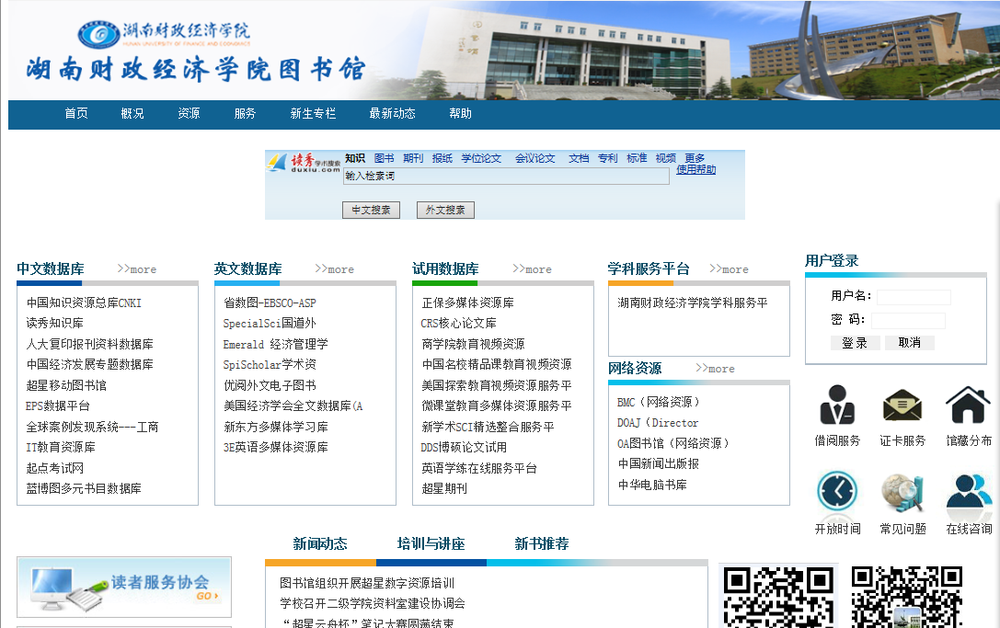 湖南财政经济学院
HUNAN UNIVERSITY OF FINANCE AND ECONOMICS
湖南财政经济学院图书馆
首页 概况 资源 服务 新生专栏 最新动态 帮助
读秀学术搜索 duxiu.com
知识 图书 期刊 报纸 学位论文 会议论文 文档 专利 标准 视频 更多
输入检索词
使用帮助
中文搜索 外文搜索
中文数据库 >>more
中国知识资源总库CNKI
读秀知识库
人大复印报刊资料数据库
中国经济发展专题数据库
超星移动图书馆
EPS数据平台
全球案例发现系统---工商
IT教育资源库
起点考试网
蓝博图多元书目数据库
英文数据库 >>more
省数图-EBSCO-ASP
SpecialSci国道外
Emerald 经济管理学
SpiScholar学术资
优阅外文电子图书
美国经济学会全文数据库(A
新东方多媒体学习库
3E英语多媒体资源库
试用数据库 >>more
正保多媒体资源库
CRS核心论文库
商学院教育视频资源
中国名校精品课教育视频资源
美国探索教育视频资源服务平
微课堂教育多媒体资源服务平
新学术SCI精选整合服务平
DDS博硕论文试用
英语学练在线服务平台
超星期刊
学科服务平台 >>more
湖南财政经济学院学科服务平
网络资源 >>more
BMC（网络资源）
DOAJ（Director
OA图书馆（网络资源）
中国新闻出版报
中华电脑书库
用户登录
用户名：
密 码：
登录 取消
借阅服务 证卡服务 馆藏分布
开放时间 常见问题 在线咨询
读者服务协会
GO
新闻动态 培训与讲座 新书推荐
图书馆组织开展超星数字资源培训
学校召开二级学院资料室建设协调会
“超星云舟杯”笔记大赛圆满结束